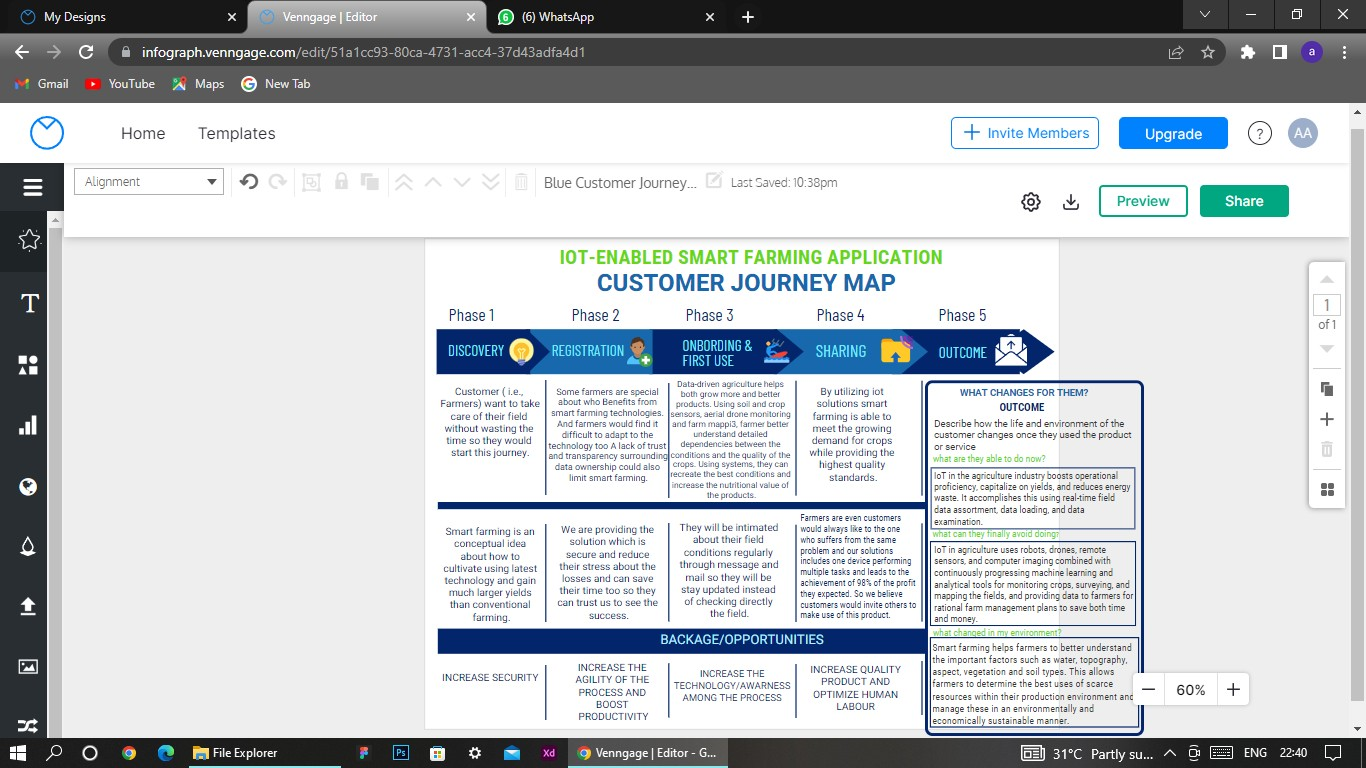 My Designs
Venngage | Editor
6
(6) WhatsApp
infograph.venngage.com/edit/51a1cc93-80ca-4731-acc4-37d43adfa4d1
a
Gmail
YouTube
Maps
New Tab
Home
Templates
Invite Members
Upgrade
?
AA
Alignment
Blue Customer Journey...
Last Saved: 10:38pm
Preview
Share
IOT-ENABLED SMART FARMING APPLICATION
CUSTOMER JOURNEY MAP
Phase 1
Phase 2
Phase 3
Phase 4
Phase 5
DISCOVERY
REGISTRATION
ONBORDING &
FIRST USE
SHARING
OUTCOME
Customer ( i.e.,
Farmers) want to take
care of their field
without wasting the
time so they would
start this journey.
Some farmers are special
about who Benefits from
smart farming technologies.
And farmers would find it
difficult to adapt to the
technology too A lack of trust
and transparency surrounding
data ownership could also
limit smart farming.
Data-driven agriculture helps
both grow more and better
products. Using soil and crop
sensors, aerial drone monitoring
and farm mappi3, farmer better
understand detailed
dependencies between the
conditions and the quality of the
crops. Using systems, they can
recreate the best conditions and
increase the nutritional value of
the products.
By utilizing iot
solutions smart
farming is able to
meet the growing
demand for crops
while providing the
highest quality
standards.
WHAT CHANGES FOR THEM?
OUTCOME
Describe how the life and environment of the
customer changes once they used the product
or service
what are they able to do now?
IoT in the agriculture industry boosts operational
proficiency, capitalize on yields, and reduces energy
waste. It accomplishes this using real-time field
data assortment, data loading, and data
examination.
what can they finally avoid doing?
IoT in agriculture uses robots, drones, remote
sensors, and computer imaging combined with
continuously progressing machine learning and
analytical tools for monitoring crops, surveying, and
mapping the fields, and providing data to farmers for
rational farm management plans to save both time
and money.
what changed in my environment?
Smart farming helps farmers to better understand
the important factors such as water, topography,
aspect, vegetation and soil types. This allows
farmers to determine the best uses of scarce
resources within their production environment and
manage these in an environmentally and
economically sustainable manner.
Smart farming is an
conceptual idea
about how to
cultivate using latest
technology and gain
much larger yields
than conventional
farming.
We are providing the
solution which is
secure and reduce
their stress about the
losses and can save
their time too so they
can trust us to see the
success.
They will be intimated
about their field
conditions regularly
through message and
mail so they will be
stay updated instead
of checking directly
the field.
Farmers are even customers
would always like to the one
who suffers from the same
problem and our solutions
includes one device performing
multiple tasks and leads to the
achievement of 98% of the profit
they expected. So we believe
customers would invite others to
make use of this product.
BACKAGE/OPPORTUNITIES
INCREASE SECURITY
INCREASE THE
AGILITY OF THE
PROCESS AND
BOOST
PRODUCTIVITY
INCREASE THE
TECHNOLOGY/AWARNESS
AMONG THE PROCESS
INCREASE QUALITY
PRODUCT AND
OPTIMIZE HUMAN
LABOUR
1
of 1
60%
File Explorer
Ps
Xd
Venngage | Editor - G...
31°C Partly su...
ENG
22:40